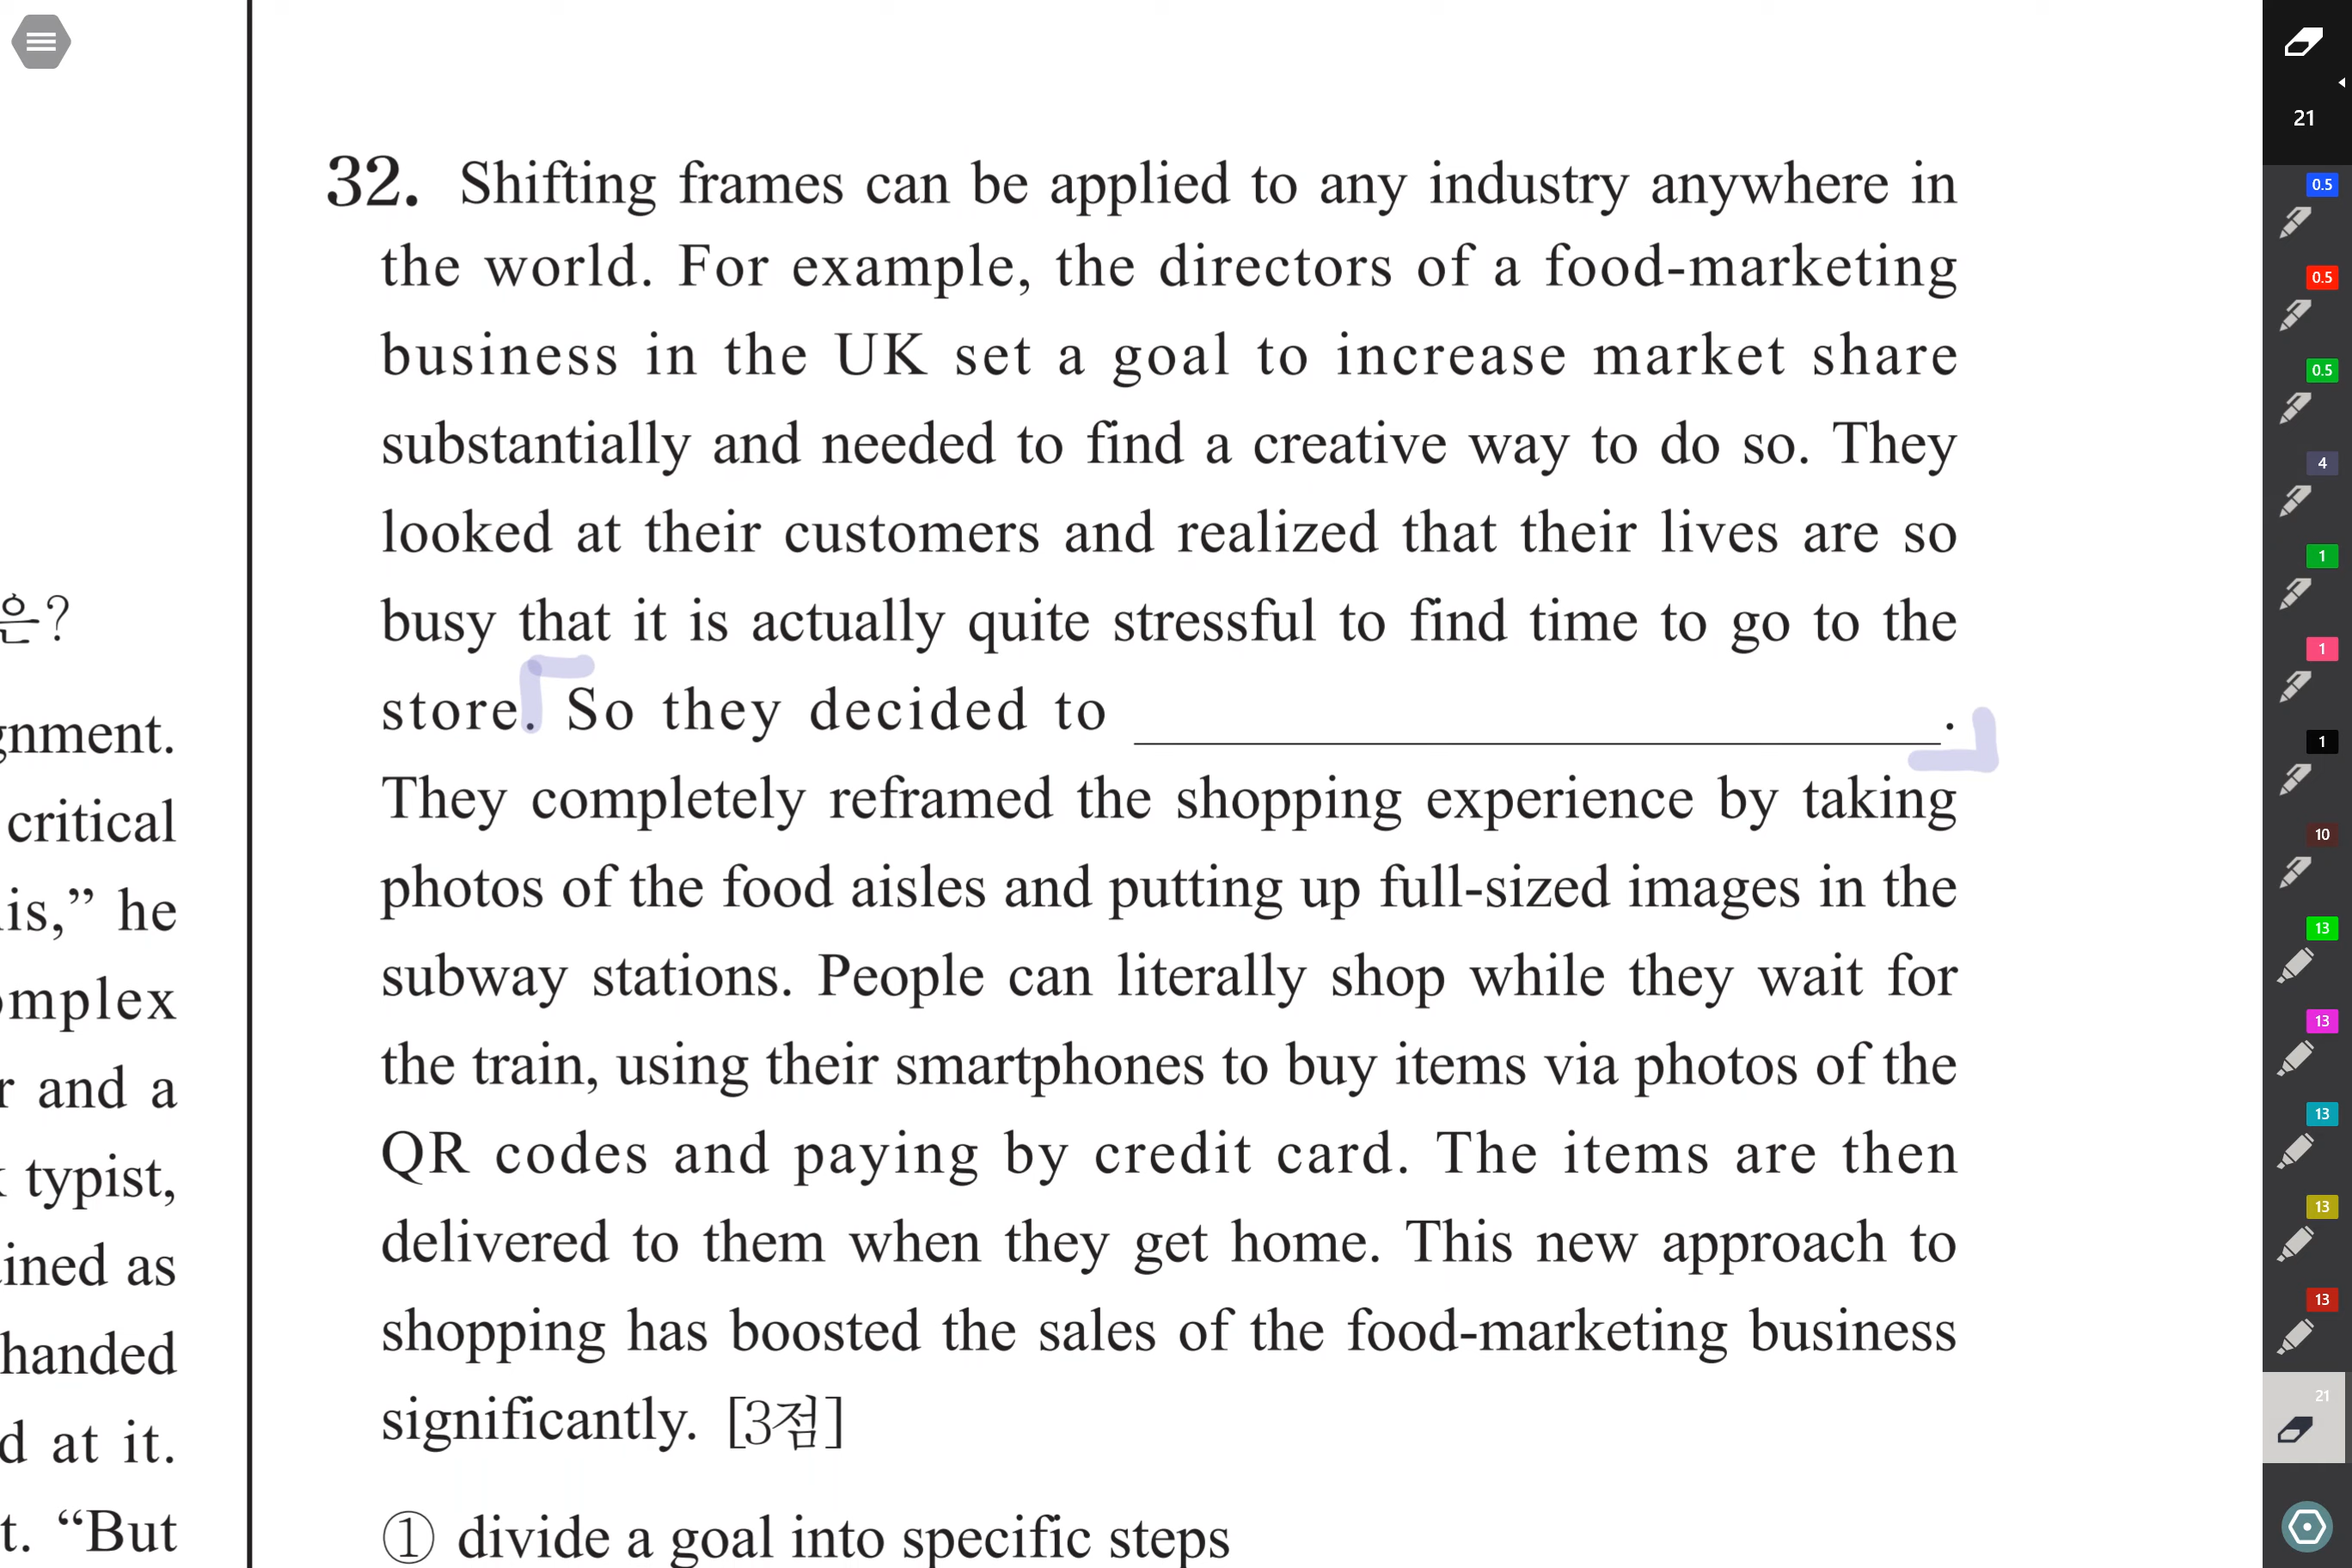 21
32. Shifting frames can be applied to any industry anywhere in
the world. For example, the directors of a food-marketing
business in the UK set a goal to increase market share
substantially and needed to find a creative way to do so. They
looked at their customers and realized that their lives are so
busy that it is actually quite stressful to find time to go to the
store. So they decided to ____________________.
They completely reframed the shopping experience by taking
photos of the food aisles and putting up full-sized images in the
subway stations. People can literally shop while they wait for
the train, using their smartphones to buy items via photos of the
QR codes and paying by credit card. The items are then
delivered to them when they get home. This new approach to
shopping has boosted the sales of the food-marketing business
significantly. [3점]
① divide a goal into specific steps
은?
gnment.
critical
is,” he
omplex
r and a
typist,
ined as
handed
d at it.
t. “But
0.5
0.5
0.5
4
1
1
1
10
13
13
13
13
13
21